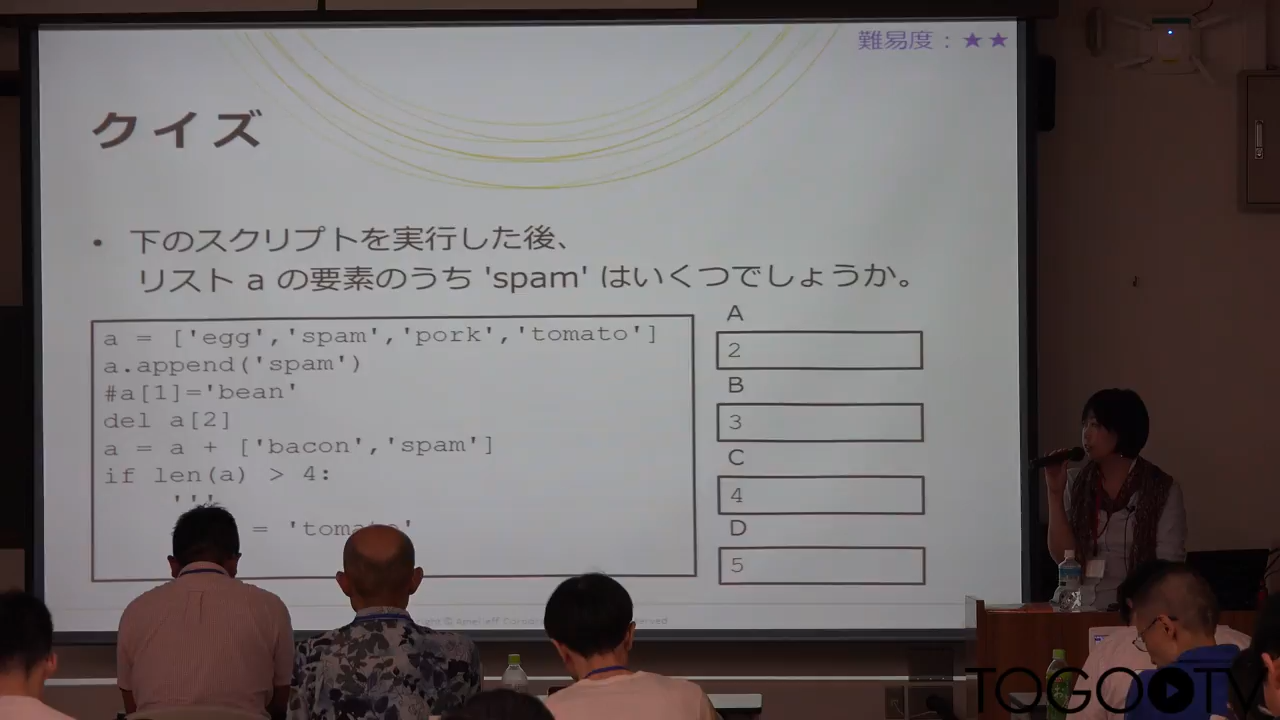 難易度：★★
クイズ
• 下のスクリプトを実行した後、
リスト a の要素のうち 'spam' はいくつでしょうか。
a = ['egg','spam','pork','tomato']
a.append('spam')
#a[1]='bean'
del a[2]
a = a + ['bacon','spam']
if len(a) > 4:
'''
= 'tomato'
A
2
B
3
C
4
D
5
TOGOTV